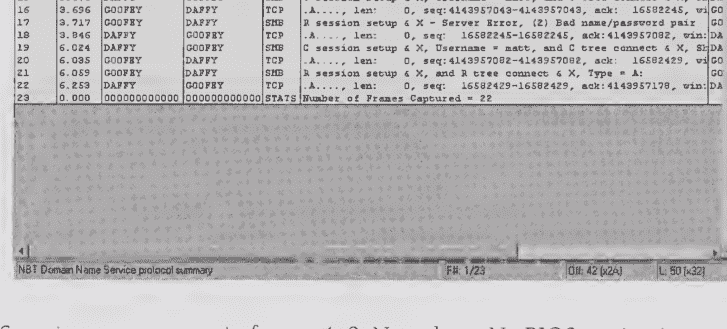 16 3.696 GOOFEY DAFFY TCP .A...., len: 0, seq:4143957043-4143957043, ack: 16582245, wi
17 3.717 GOOFEY DAFFY SMB R session setup & X - Server Error, (2) Bad name/password pair GO
18 3.846 DAFFY GOOFEY TCP .A...., len: 0, seq: 16582245-16582245, ack:4143957082, win: DA
19 6.024 DAFFY GOOFEY SMB C session setup & X, Username = matt, and C tree connect & X, Sh DA
20 6.035 GOOFEY DAFFY TCP .A...., len: 0, seq:4143957082-4143957082, ack: 16582429, wi GO
21 6.059 GOOFEY DAFFY SMB R session setup & X, and R tree connect & X, Type = A: GO
22 6.253 DAFFY GOOFEY TCP .A...., len: 0, seq: 16582429-16582429, ack:4143957178, win: DA
23 0.000 000000000000 000000000000 STATS Number of Frames Captured = 22
NBT Domain Name Service protocol summary F#: 1/23 Off: 42 (x2A) L: 50 (x32)